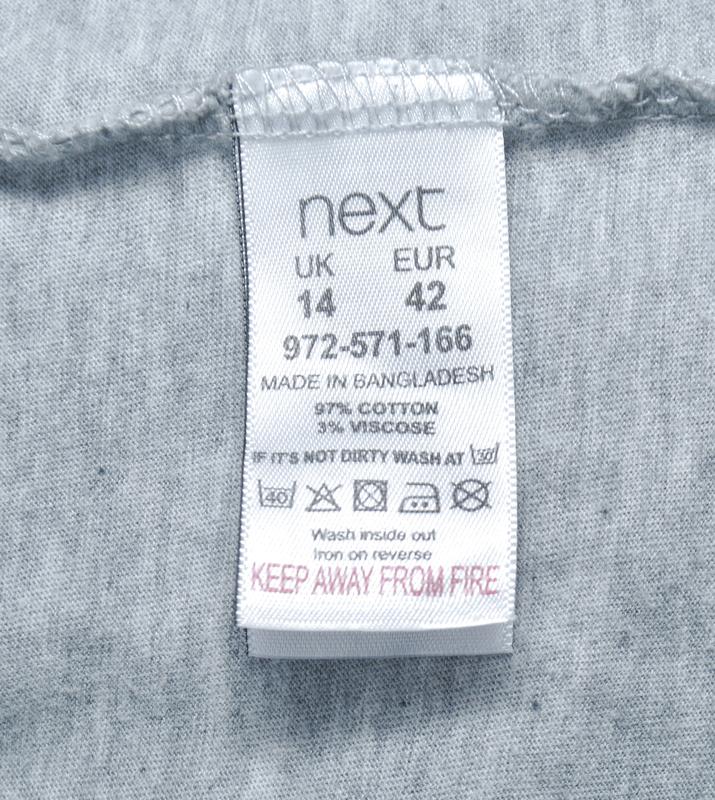 next
UK EUR
14 42
972-571-166
MADE IN BANGLADESH
97% COTTON
3% VISCOSE
IF IT'S NOT DIRTY WASH AT 30
40
Wash inside out
Iron on reverse
KEEP AWAY FROM FIRE